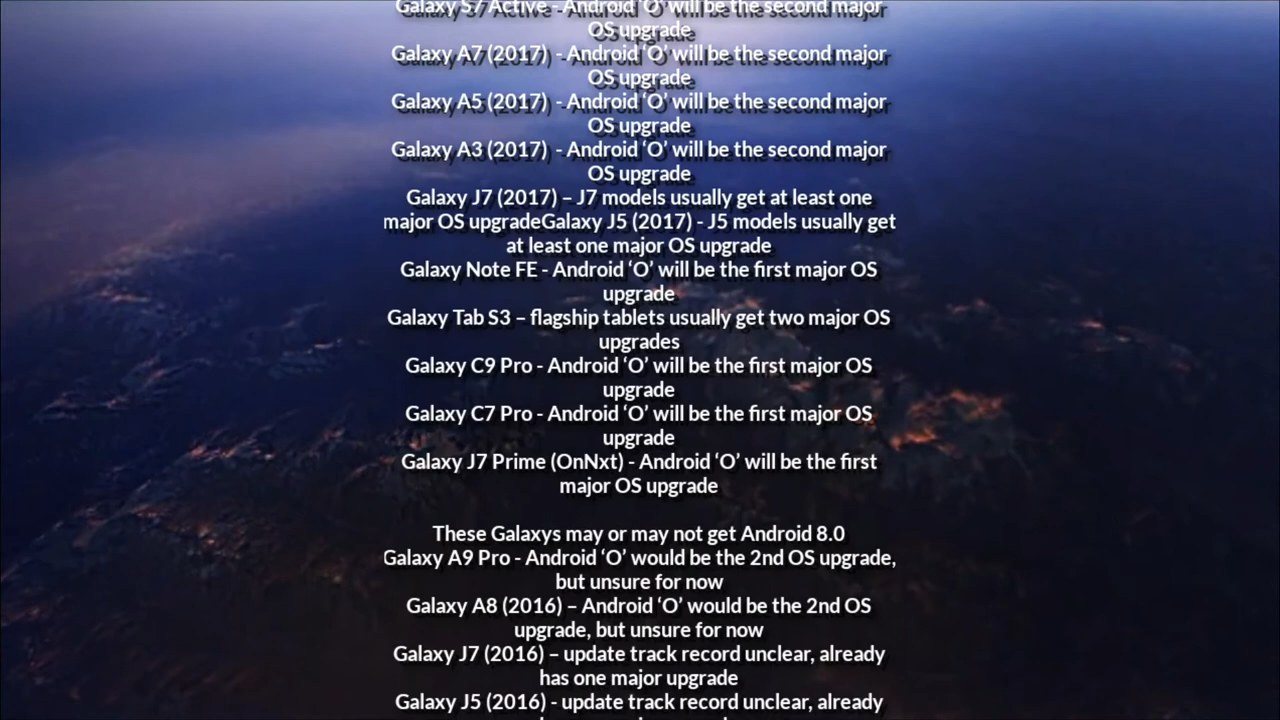 Galaxy S7 Active - Android ‘O’ will be the second major
OS upgrade
Galaxy A7 (2017) - Android ‘O’ will be the second major
OS upgrade
Galaxy A5 (2017) - Android ‘O’ will be the second major
OS upgrade
Galaxy A3 (2017) - Android ‘O’ will be the second major
OS upgrade
Galaxy J7 (2017) – J7 models usually get at least one
major OS upgradeGalaxy J5 (2017) - J5 models usually get
at least one major OS upgrade
Galaxy Note FE - Android ‘O’ will be the first major OS
upgrade
Galaxy Tab S3 – flagship tablets usually get two major OS
upgrades
Galaxy C9 Pro - Android ‘O’ will be the first major OS
upgrade
Galaxy C7 Pro - Android ‘O’ will be the first major OS
upgrade
Galaxy J7 Prime (OnNxt) - Android ‘O’ will be the first
major OS upgrade
These Galaxys may or may not get Android 8.0
Galaxy A9 Pro - Android ‘O’ would be the 2nd OS upgrade,
but unsure for now
Galaxy A8 (2016) – Android ‘O’ would be the 2nd OS
upgrade, but unsure for now
Galaxy J7 (2016) – update track record unclear, already
has one major upgrade
Galaxy J5 (2016) - update track record unclear, already